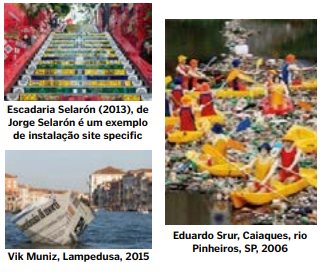 Escadaria Selarón (2013), de
Jorge Selarón é um exemplo
de instalação site specific
Vik Muniz, Lampedusa, 2015
Eduardo Srur, Caiaques, rio
Pinheiros, SP, 2006